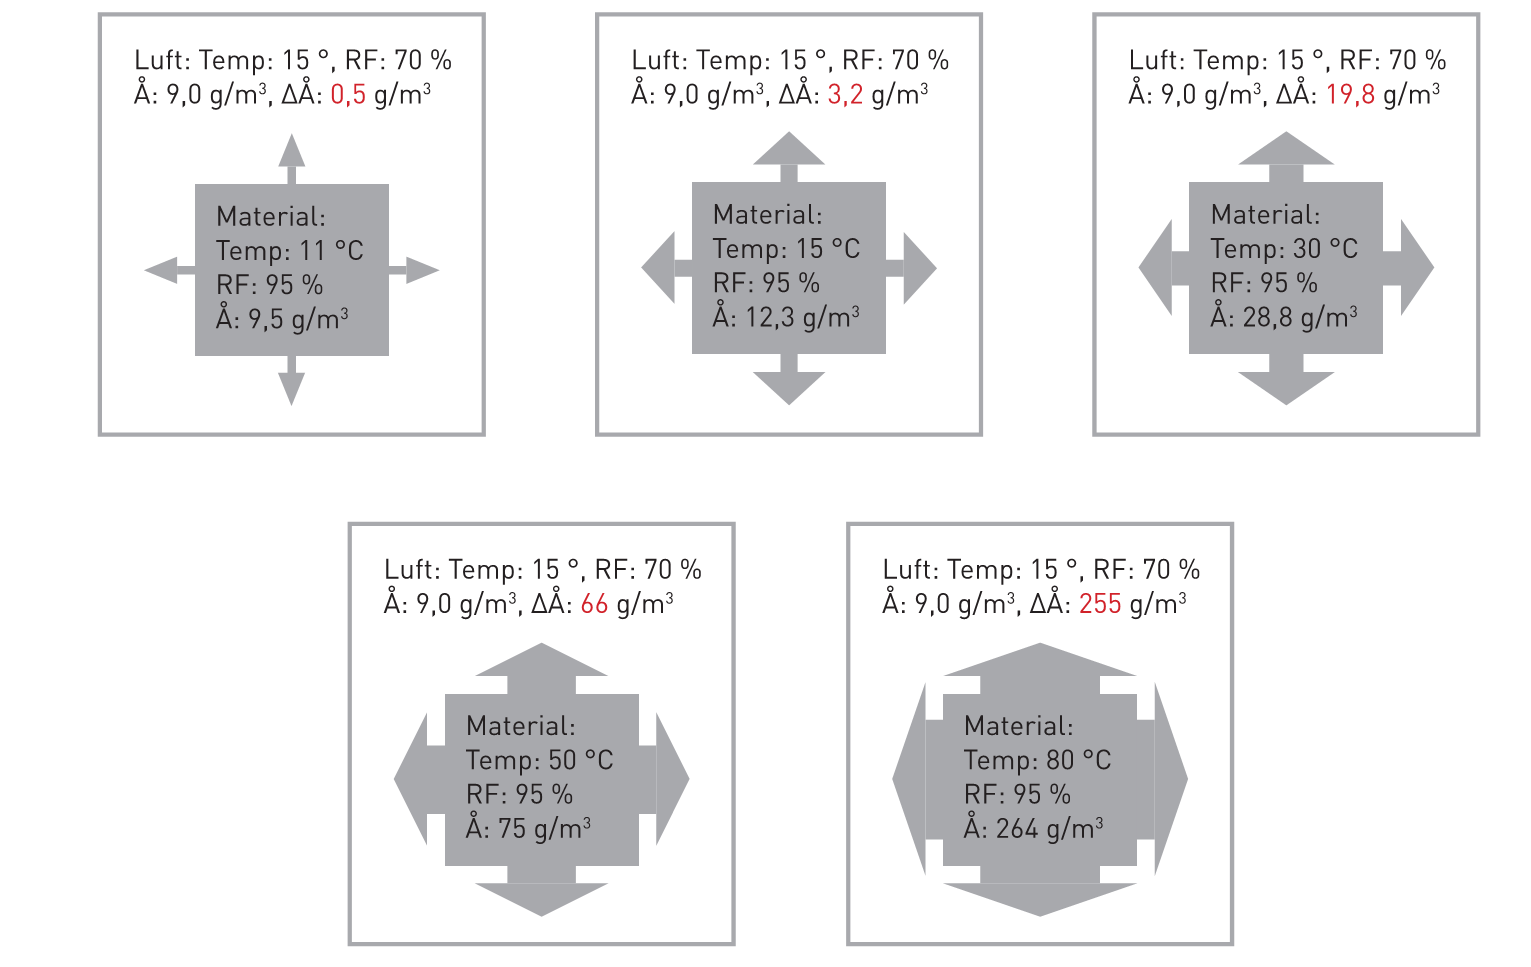 Luft: Temp: 15 °, RF: 70 %
Å: 9,0 g/m³, ΔÅ: 0,5 g/m³
Material:
Temp: 11 °C
RF: 95 %
Å: 9,5 g/m³
Luft: Temp: 15 °, RF: 70 %
Å: 9,0 g/m³, ΔÅ: 3,2 g/m³
Material:
Temp: 15 °C
RF: 95 %
Å: 12,3 g/m³
Luft: Temp: 15 °, RF: 70 %
Å: 9,0 g/m³, ΔÅ: 19,8 g/m³
Material:
Temp: 30 °C
RF: 95 %
Å: 28,8 g/m³
Luft: Temp: 15 °, RF: 70 %
Å: 9,0 g/m³, ΔÅ: 66 g/m³
Material:
Temp: 50 °C
RF: 95 %
Å: 75 g/m³
Luft: Temp: 15 °, RF: 70 %
Å: 9,0 g/m³, ΔÅ: 255 g/m³
Material:
Temp: 80 °C
RF: 95 %
Å: 264 g/m³